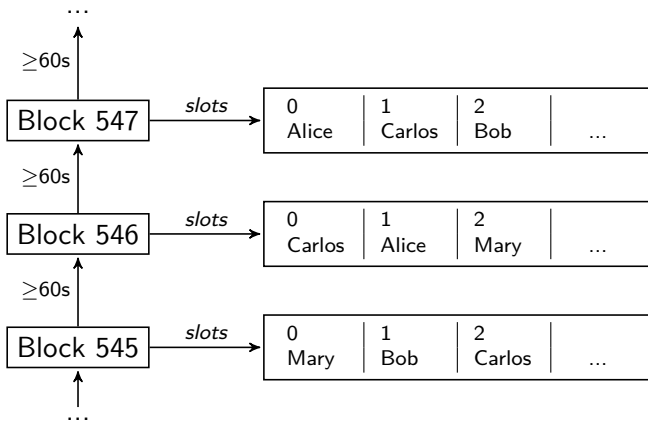 ...
≥60s
Block 547 slots 0 1 2
Alice Carlos Bob ...
≥60s
Block 546 slots 0 1 2
Carlos Alice Mary ...
≥60s
Block 545 slots 0 1 2
Mary Bob Carlos ...
...